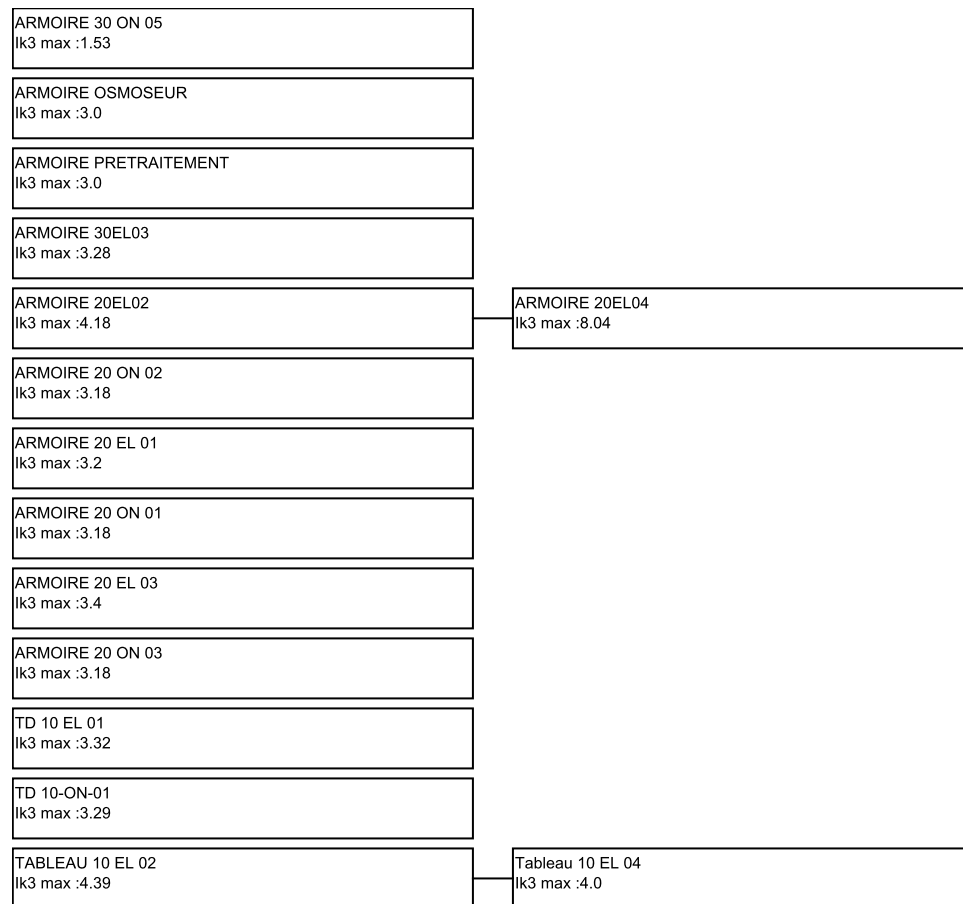 ARMOIRE 30 ON 05
Ik3 max :1.53
ARMOIRE OSMOSEUR
Ik3 max :3.0
ARMOIRE PRETRAITEMENT
Ik3 max :3.0
ARMOIRE 30EL03
Ik3 max :3.28
ARMOIRE 20EL02
Ik3 max :4.18
ARMOIRE 20EL04
Ik3 max :8.04
ARMOIRE 20 ON 02
Ik3 max :3.18
ARMOIRE 20 EL 01
Ik3 max :3.2
ARMOIRE 20 ON 01
Ik3 max :3.18
ARMOIRE 20 EL 03
Ik3 max :3.4
ARMOIRE 20 ON 03
Ik3 max :3.18
TD 10 EL 01
Ik3 max :3.32
TD 10-ON-01
Ik3 max :3.29
TABLEAU 10 EL 02
Ik3 max :4.39
Tableau 10 EL 04
Ik3 max :4.0